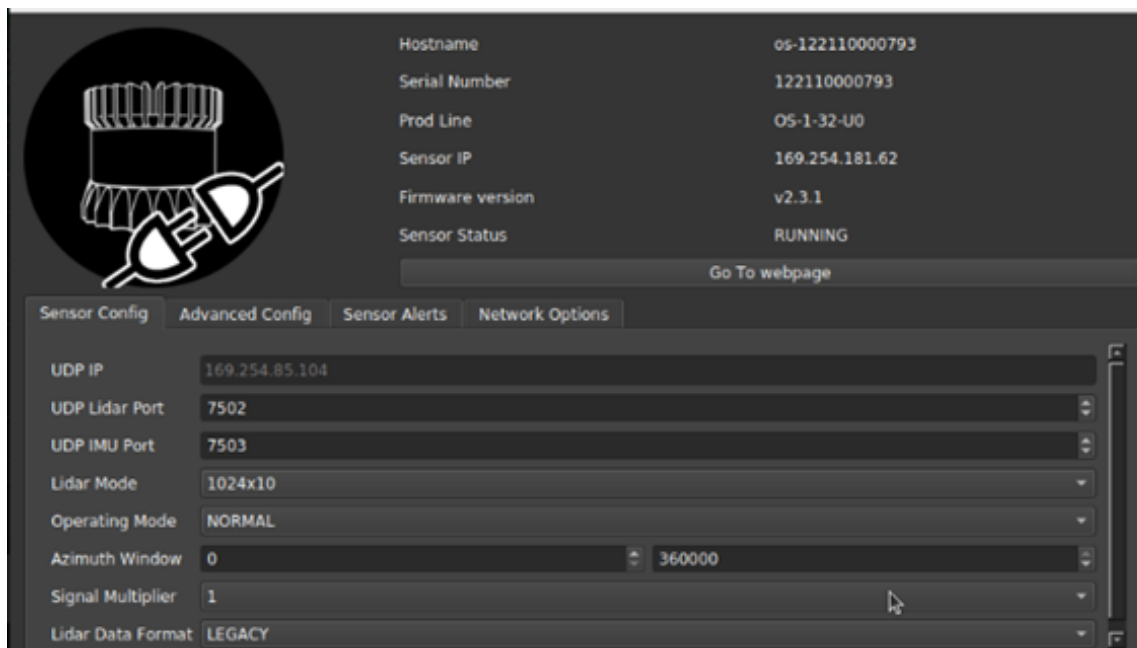 Hostname os-122110000793
Serial Number 122110000793
Prod Line OS-1-32-U0
Sensor IP 169.254.181.62
Firmware version v2.3.1
Sensor Status RUNNING
Go To webpage
Sensor Config Advanced Config Sensor Alerts Network Options
UDP IP 169.254.85.104
UDP Lidar Port 7502
UDP IMU Port 7503
Lidar Mode 1024x10
Operating Mode NORMAL
Azimuth Window 0 360000
Signal Multiplier 1
Lidar Data Format LEGACY